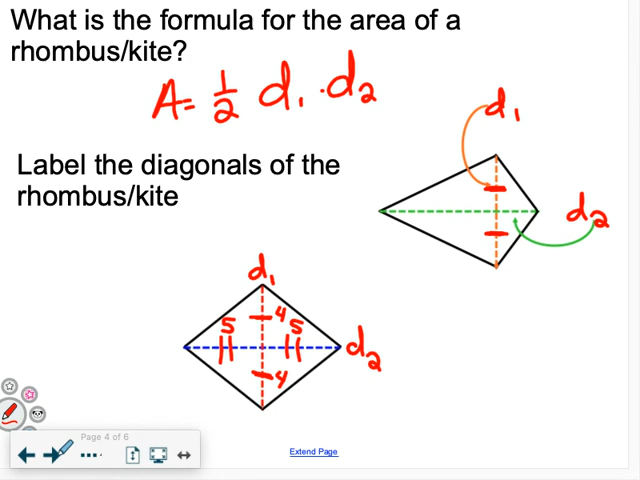 What is the formula for the area of a
rhombus/kite?
A = 1/2 d₁ · d₂
d₁
Label the diagonals of the
rhombus/kite
d₂
d₁
4
5
5
d₂
4
Page 4 of 6
Extend Page